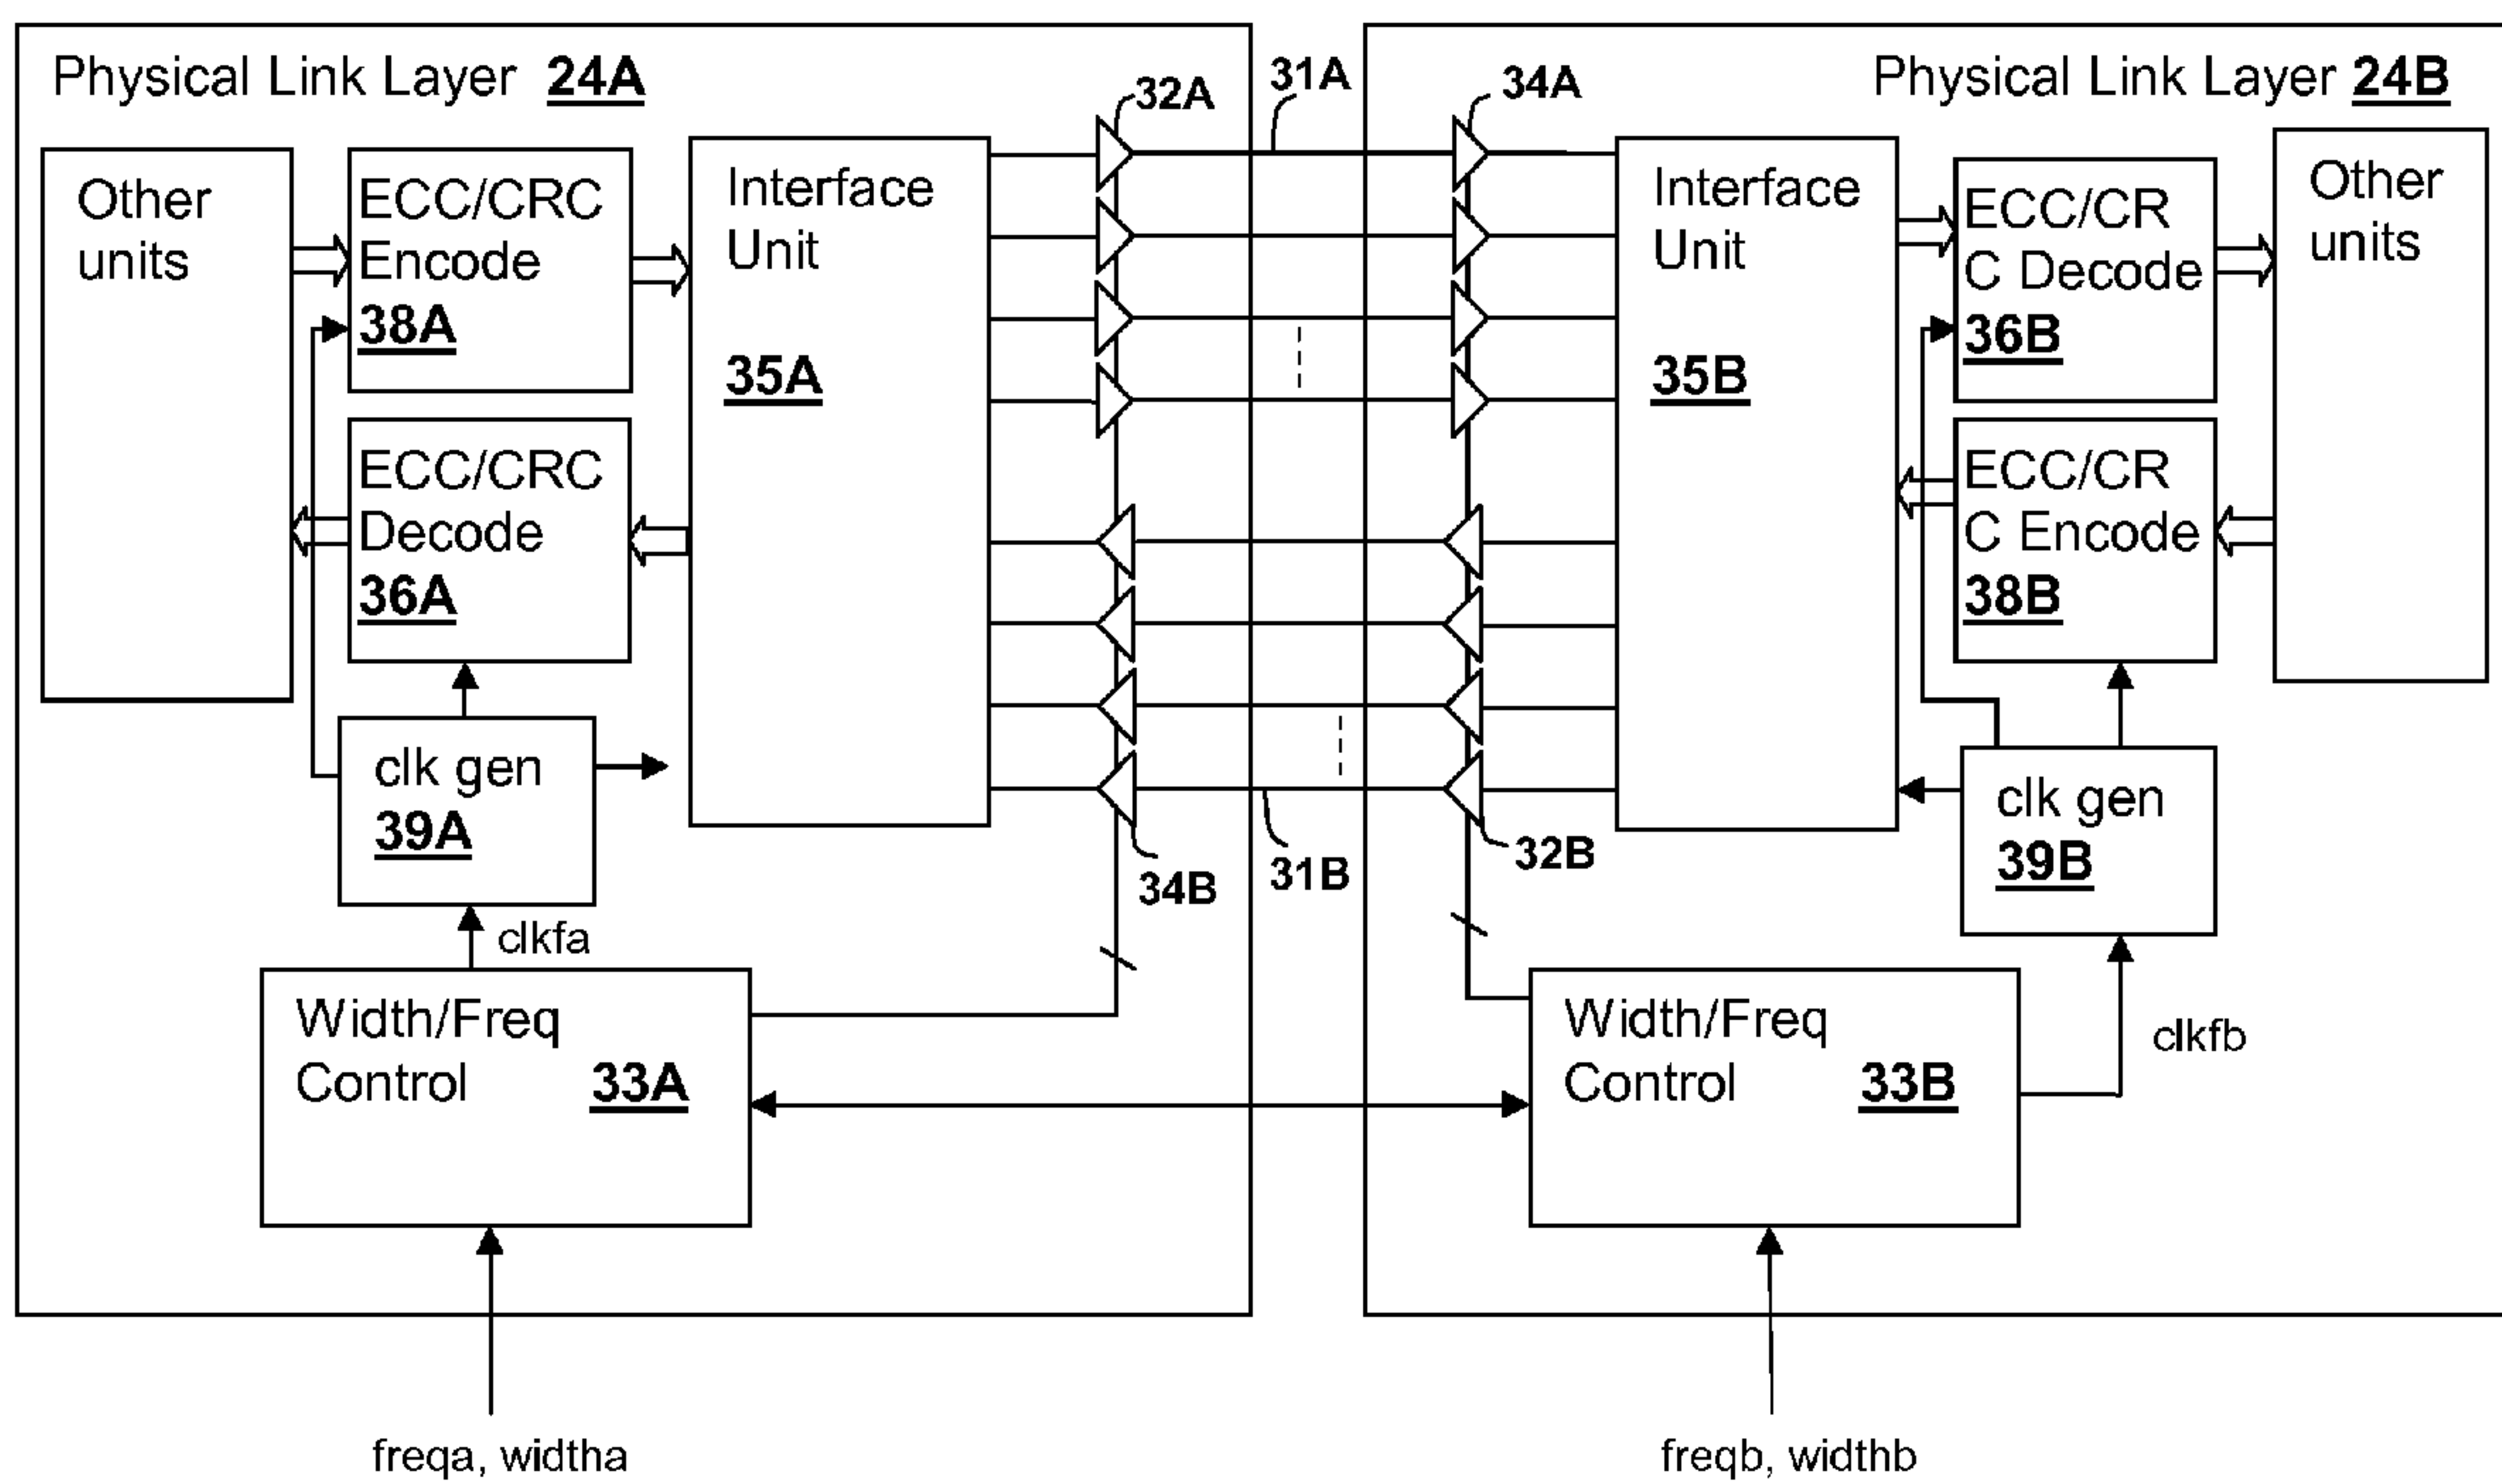 Physical Link Layer 24A
Other
units
ECC/CRC
Encode
38A
ECC/CRC
Decode
36A
Interface
Unit
35A
clk gen
39A
clkfa
Width/Freq
Control 33A
freqa, widtha
32A
31A
34A
34B
31B
32B
Physical Link Layer 24B
Interface
Unit
35B
ECC/CR
C Decode
36B
ECC/CR
C Encode
38B
Other
units
clk gen
39B
clkfb
Width/Freq
Control 33B
freqb, widthb